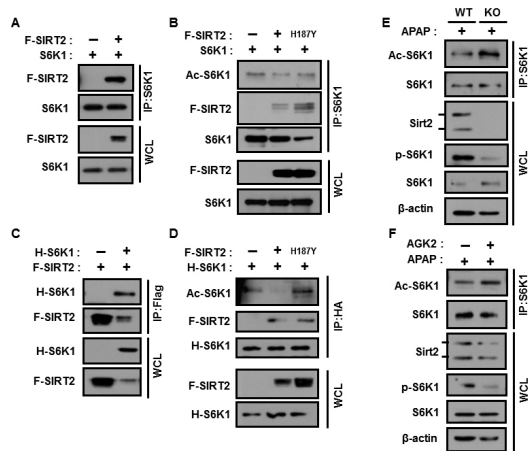 A
F-SIRT2 : – +
S6K1 : + +
F-SIRT2
S6K1
IP:S6K1
F-SIRT2
S6K1
WCL
B
F-SIRT2 : – + H187Y
S6K1 : + + +
Ac-S6K1
F-SIRT2
S6K1
IP:S6K1
F-SIRT2
S6K1
WCL
C
H-S6K1 : – +
F-SIRT2 : + +
H-S6K1
F-SIRT2
IP:Flag
H-S6K1
F-SIRT2
WCL
D
F-SIRT2 : – + H187Y
H-S6K1 : + + +
Ac-S6K1
F-SIRT2
H-S6K1
IP:HA
F-SIRT2
H-S6K1
WCL
E
WT KO
APAP : + +
Ac-S6K1
S6K1
IP:S6K1
Sirt2
p-S6K1
S6K1
β-actin
WCL
F
AGK2 : – +
APAP : + +
Ac-S6K1
S6K1
IP:S6K1
Sirt2
p-S6K1
S6K1
β-actin
WCL